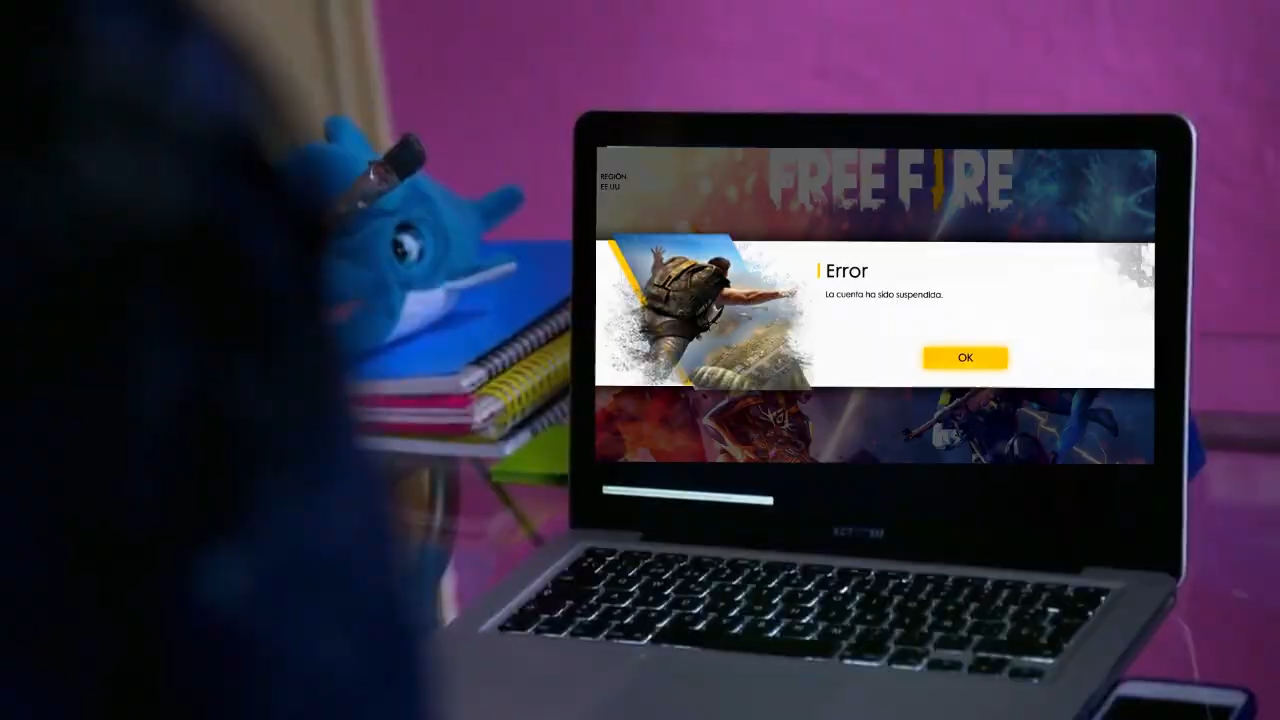 FREE FIRE
REGIÓN
EE.UU
Error
La cuenta ha sido suspendida.
OK